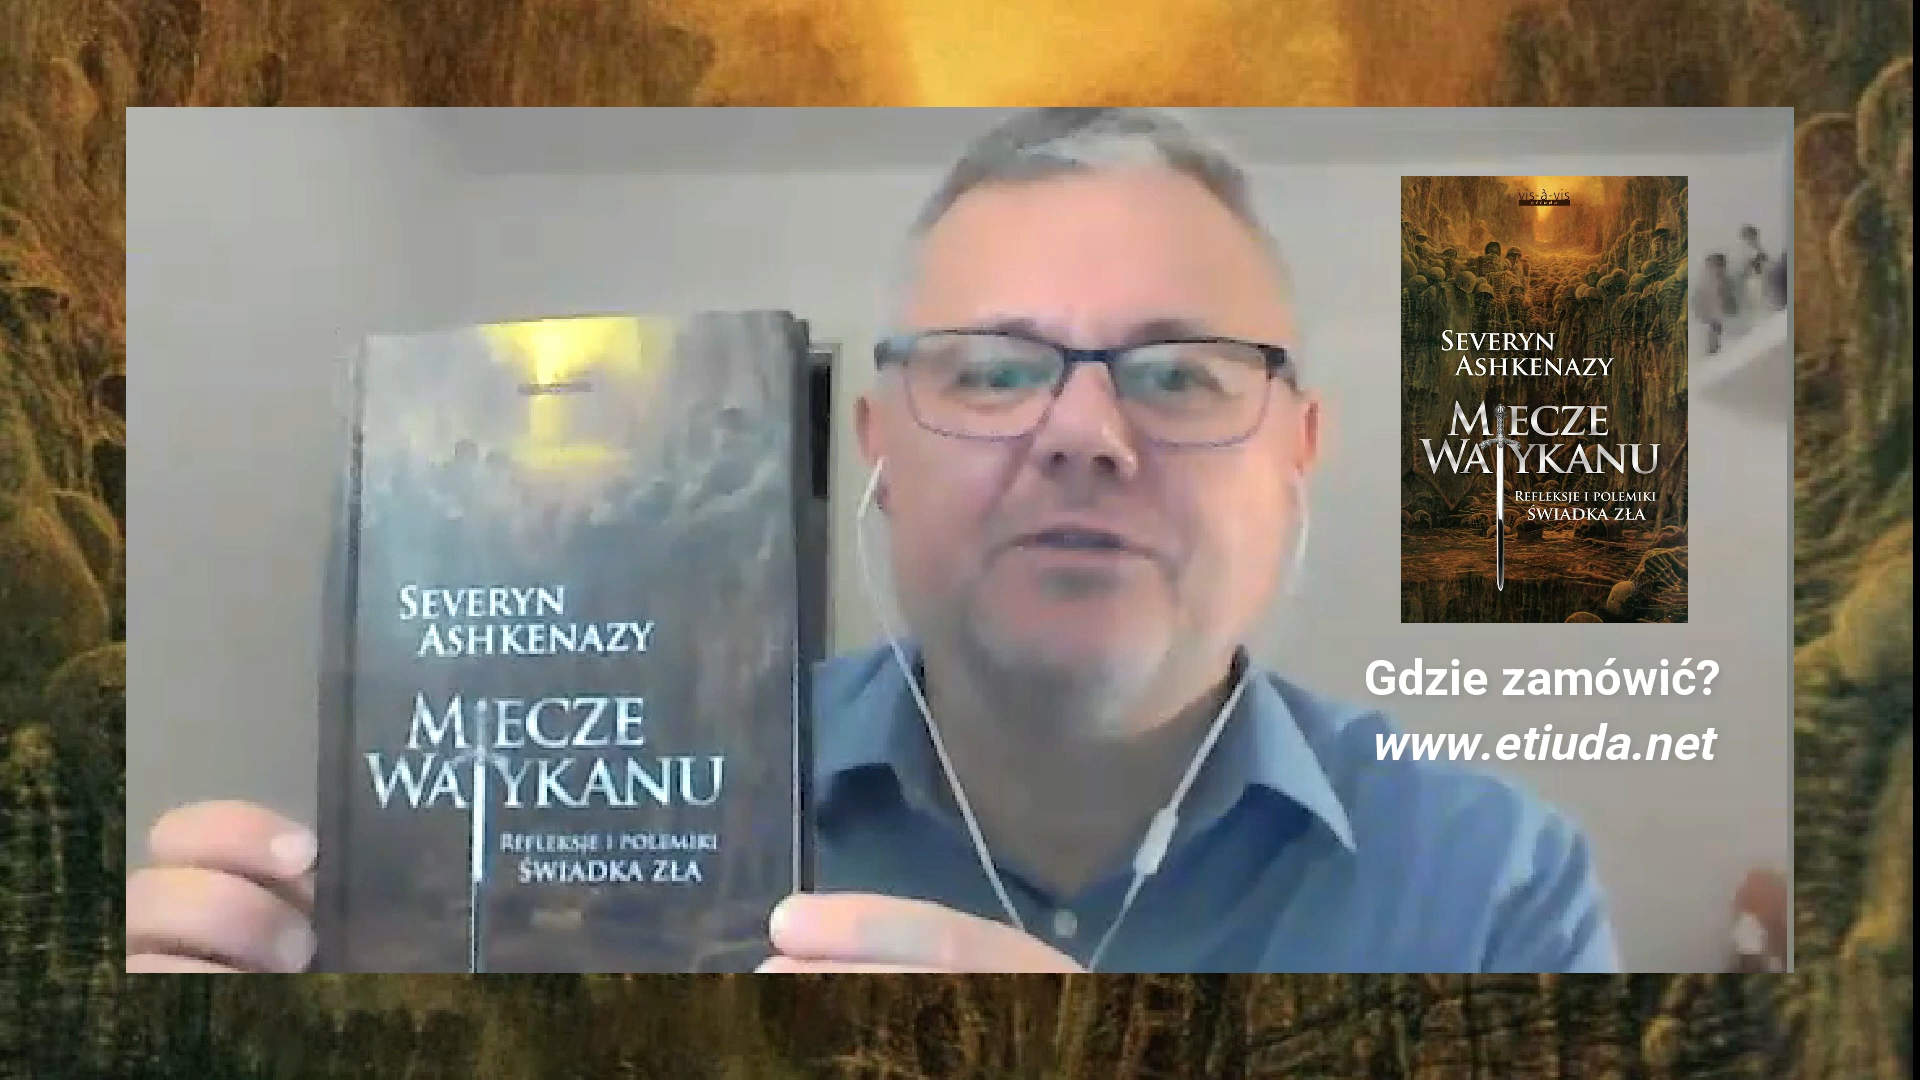 SEVERYN
ASHKENAZY
MIECZE
WATYKANU
REFLEKSJE I POLEMIKI
ŚWIADKA ZŁA
vis-à-vis
etiuda
SEVERYN
ASHKENAZY
MIECZE
WATYKANU
REFLEKSJE I POLEMIKI
ŚWIADKA ZŁA
Gdzie zamówić?
www.etiuda.net